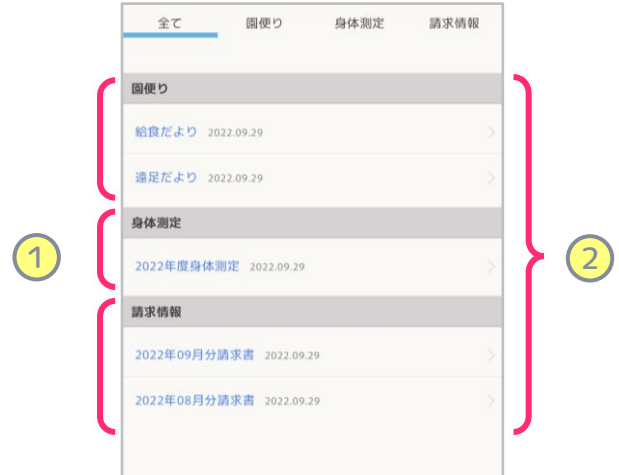 全て 園便り 身体測定 請求情報
園便り
給食だより 2022.09.29
遠足だより 2022.09.29
身体測定
2022年度身体測定 2022.09.29
請求情報
2022年09月分請求書 2022.09.29
2022年08月分請求書 2022.09.29
1
2